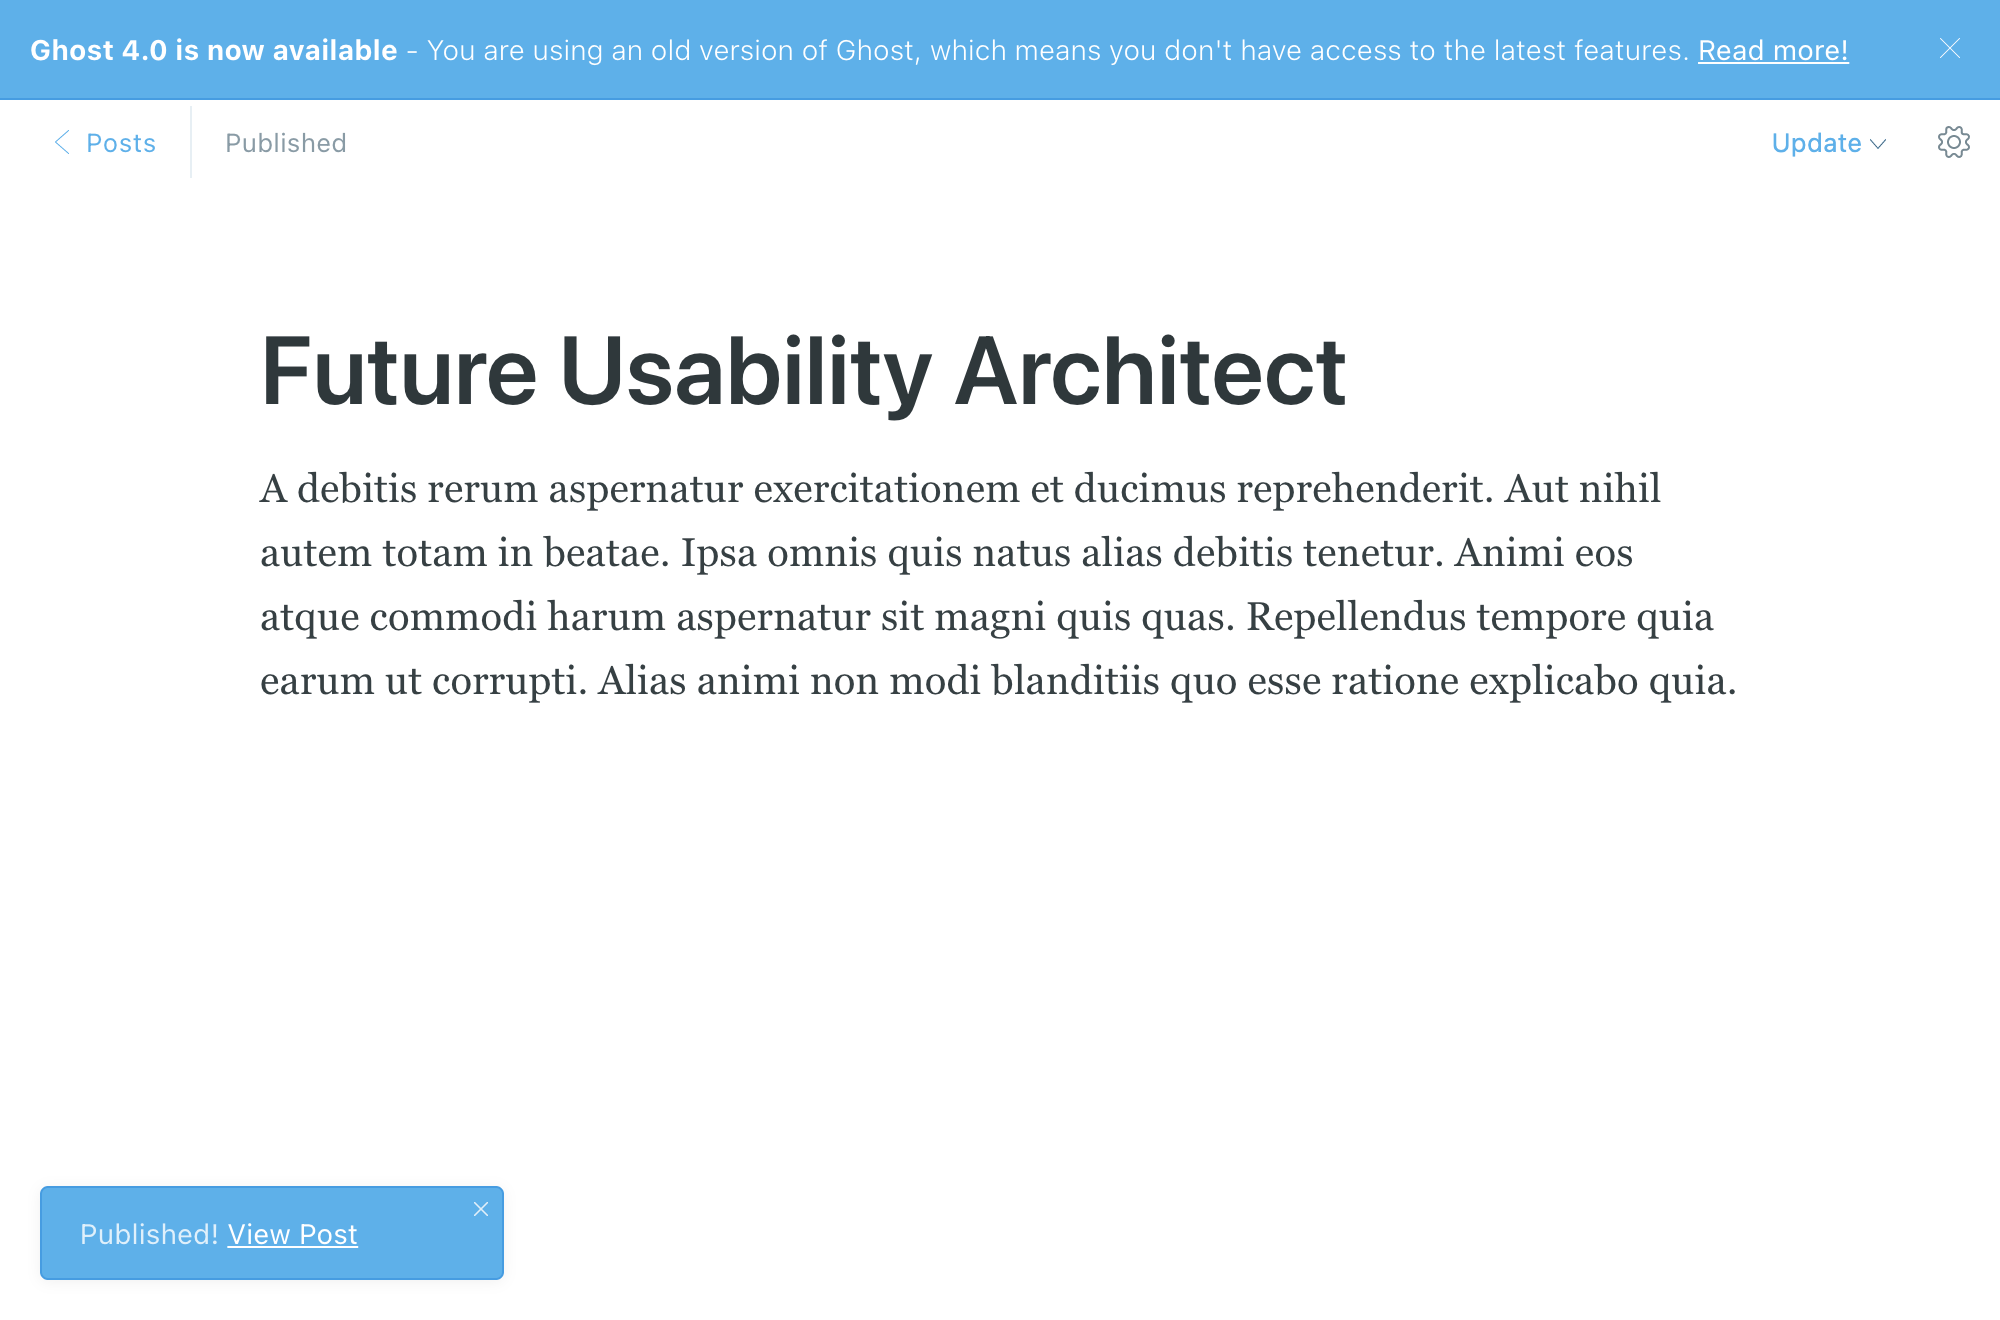 Ghost 4.0 is now available - You are using an old version of Ghost, which means you don't have access to the latest features. Read more!
Posts
Published
Update
Future Usability Architect
A debitis rerum aspernatur exercitationem et ducimus reprehenderit. Aut nihil
autem totam in beatae. Ipsa omnis quis natus alias debitis tenetur. Animi eos
atque commodi harum aspernatur sit magni quis quas. Repellendus tempore quia
earum ut corrupti. Alias animi non modi blanditiis quo esse ratione explicabo quia.
Published! View Post